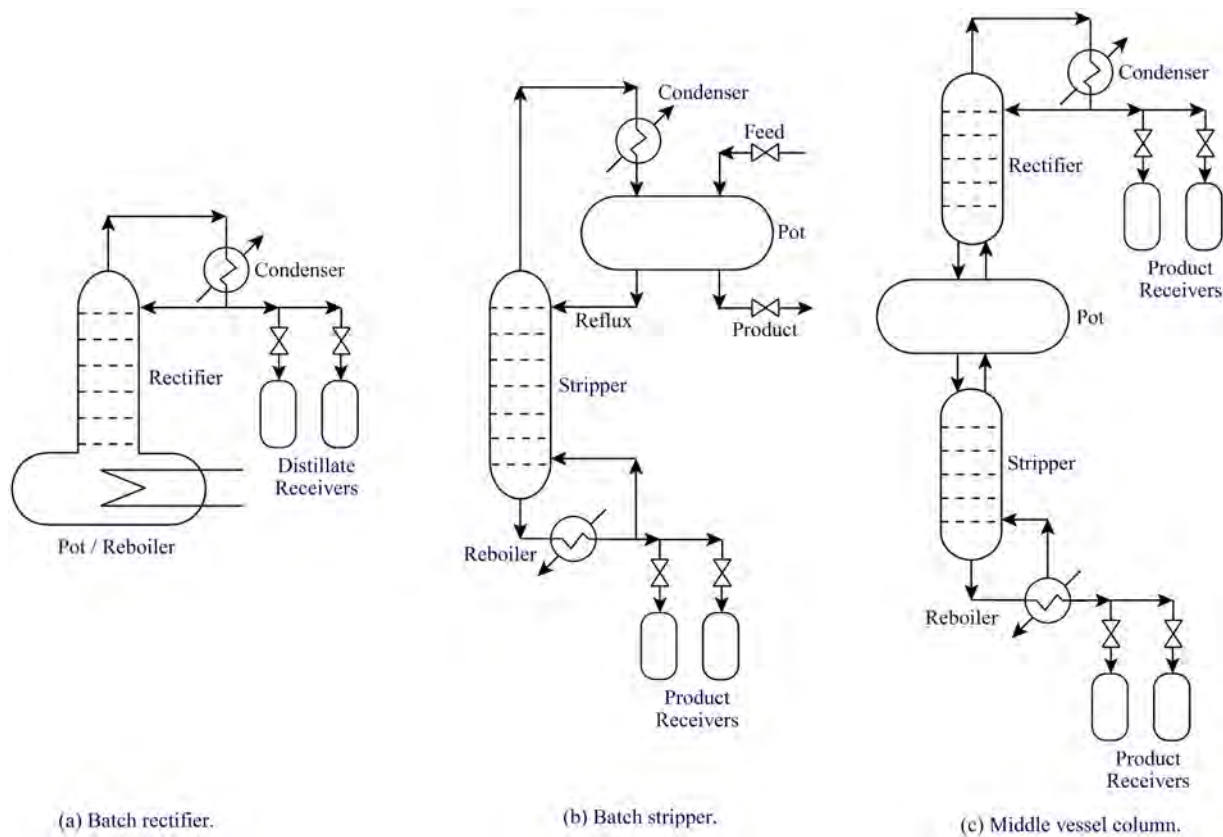 Condenser
Rectifier
Distillate
Receivers
Pot / Reboiler
(a) Batch rectifier.
Condenser
Feed
Pot
Reflux
Product
Stripper
Reboiler
Product
Receivers
(b) Batch stripper.
Condenser
Rectifier
Product
Receivers
Pot
Stripper
Reboiler
Product
Receivers
(c) Middle vessel column.